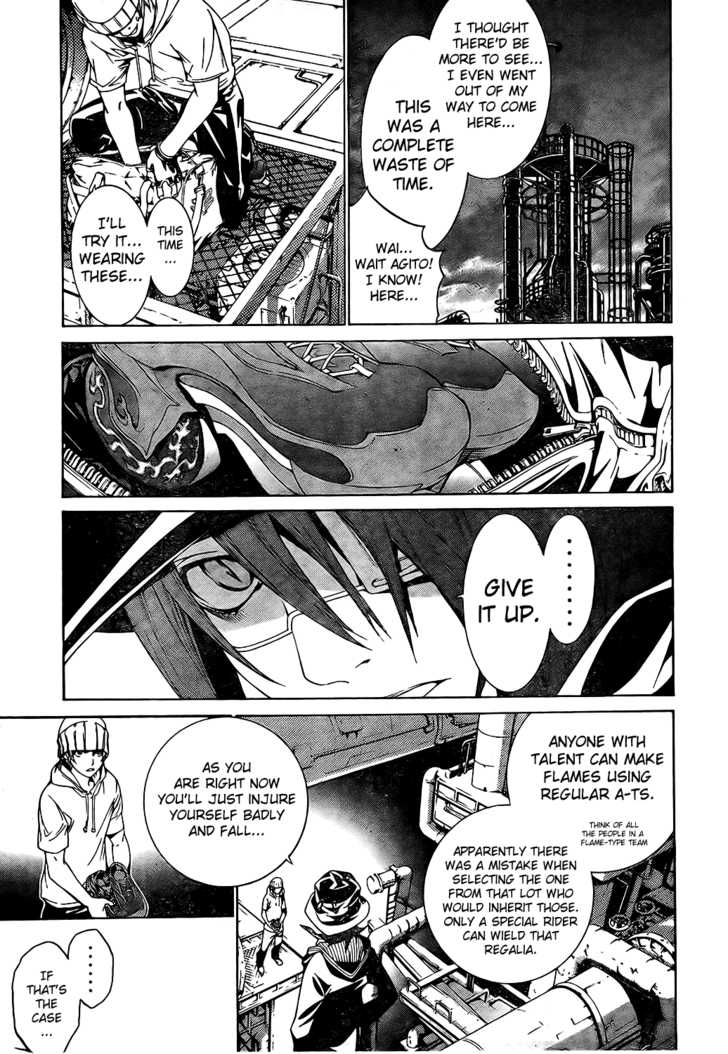 I THOUGHT
THERE'D BE
MORE TO SEE...
I EVEN WENT
OUT OF MY
WAY TO COME
HERE...
THIS
WAS A
COMPLETE
WASTE OF
TIME.
WAI...
WAIT AGITO!
I KNOW!
HERE...
THIS
TIME
...
I'LL
TRY IT...
WEARING
THESE...
......
GIVE
IT UP.
ANYONE WITH
TALENT CAN MAKE
FLAMES USING
REGULAR A-TS.
THINK OF ALL
THE PEOPLE IN A
FLAME-TYPE TEAM
APPARENTLY THERE
WAS A MISTAKE WHEN
SELECTING THE ONE
FROM THAT LOT WHO
WOULD INHERIT THOSE.
ONLY A SPECIAL RIDER
CAN WIELD THAT
REGALIA.
AS YOU
ARE RIGHT NOW
YOU'LL JUST INJURE
YOURSELF BADLY
AND FALL...
....
IF
THAT'S
THE
CASE
...